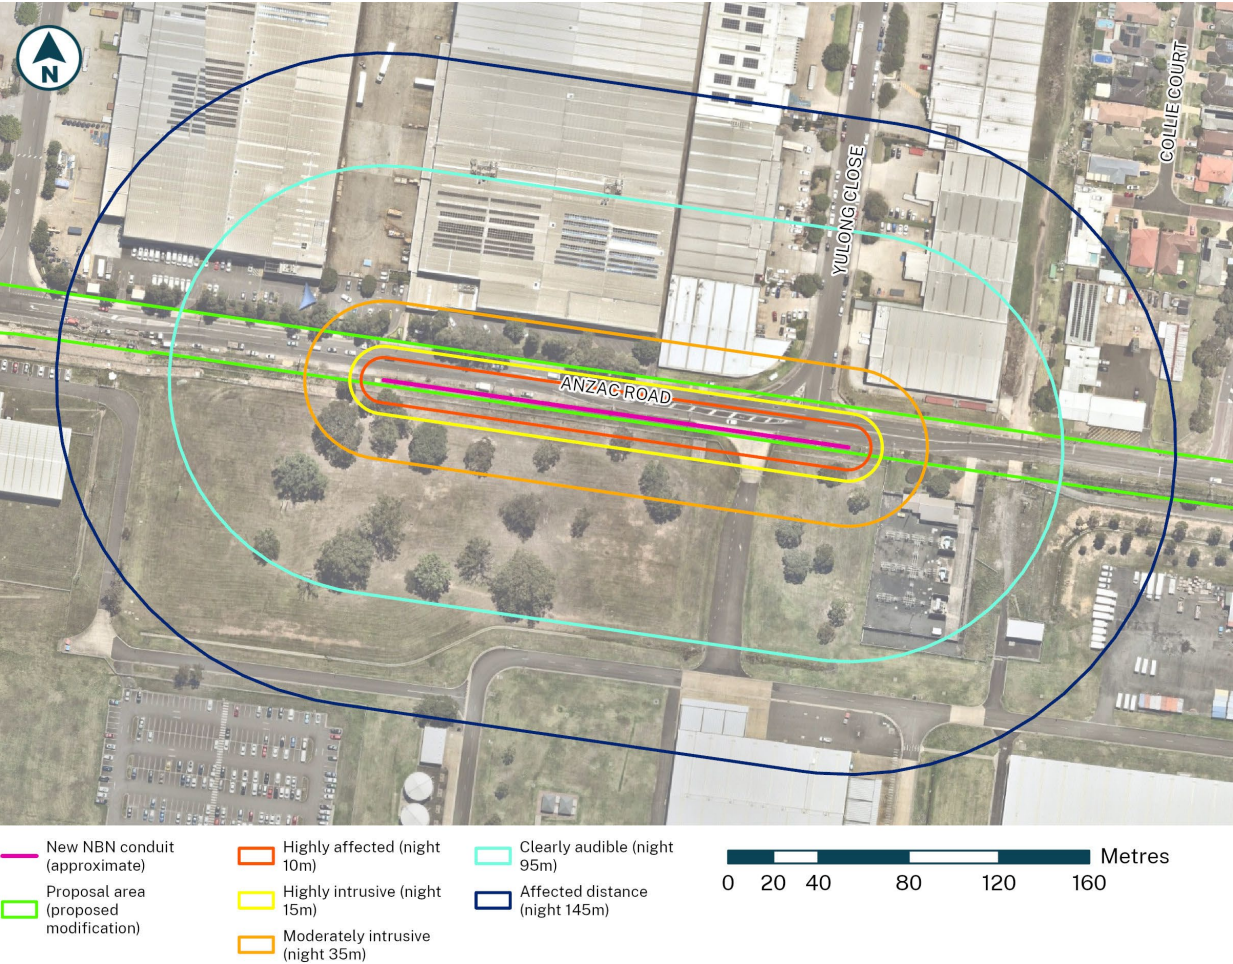 N
COLLIE COURT
YULONG CLOSE
ANZAC ROAD
New NBN conduit
(approximate)
Proposal area
(proposed
modification)
Highly affected (night
10m)
Highly intrusive (night
15m)
Moderately intrusive
(night 35m)
Clearly audible (night
95m)
Affected distance
(night 145m)
Metres
0 20 40 80 120 160